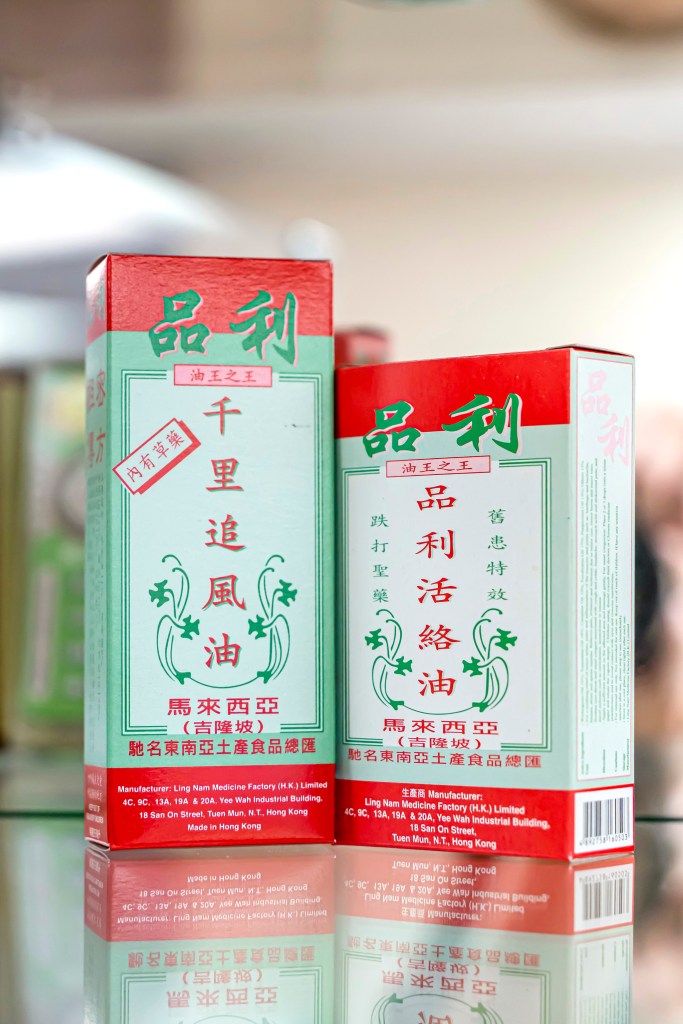 品利
油王之王
內有草藥
千里追風油
馬來西亞
(吉隆坡)
馳名東南亞土產食品總匯
Manufacturer: Ling Nam Medicine Factory (H.K.) Limited
4C, 9C, 13A, 19A & 20A, Yee Wah Industrial Building,
18 San On Street, Tuen Mun, N.T., Hong Kong
Made in Hong Kong
品利
油王之王
舊患特效
品利活絡油
跌打聖藥
馬來西亞
(吉隆坡)
馳名東南亞土產食品總匯
生產商 Manufacturer:
Ling Nam Medicine Factory (H.K.) Limited
4C, 9C, 13A, 19A & 20A, Yee Wah Industrial Building,
18 San On Street,
Tuen Mun, N.T., Hong Kong
品利